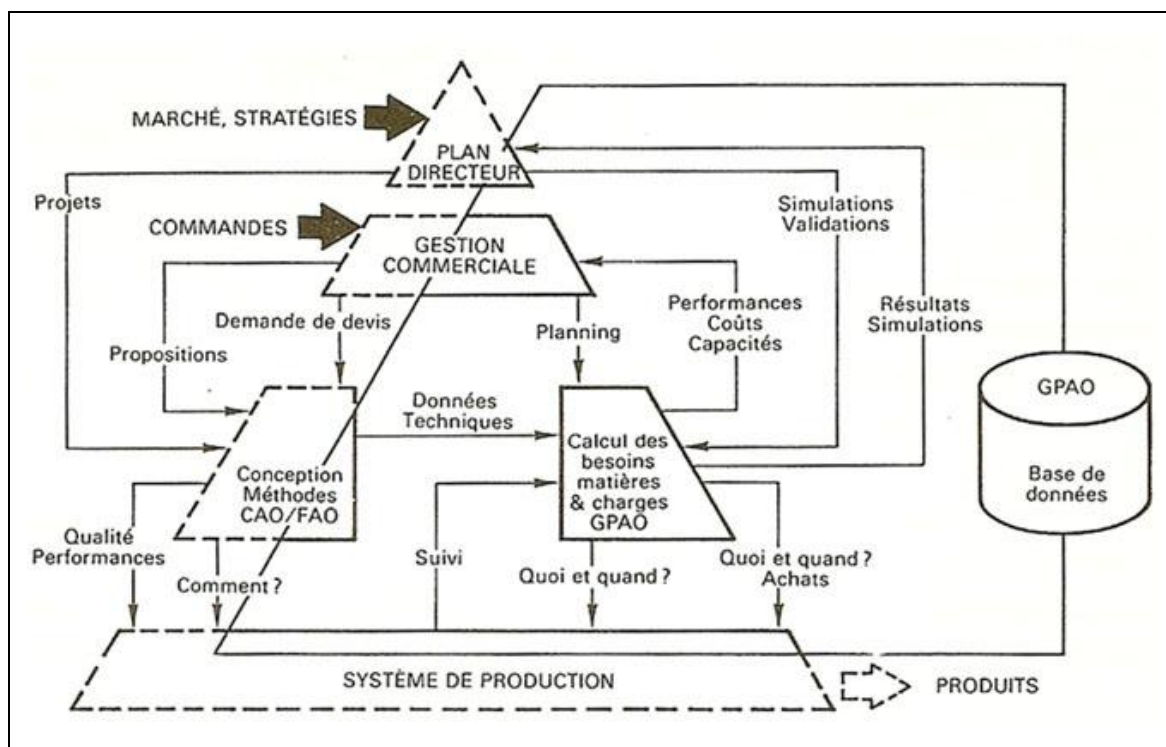 MARCHÉ, STRATÉGIES
PLAN
DIRECTEUR
Projets
Simulations
Validations
COMMANDES
GESTION
COMMERCIALE
Performances
Coûts
Capacités
Résultats
Simulations
Demande de devis
Planning
Propositions
GPAO
Base de
données
Données
Techniques
Conception
Méthodes
CAO/FAO
Calcul des
besoins
matières
& charges
GPAO
Qualité
Performances
Comment ?
Suivi
Quoi et quand ?
Quoi et quand ?
Achats
SYSTÈME DE PRODUCTION
PRODUITS